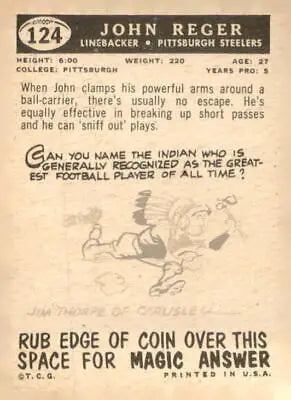 124
JOHN REGER
LINEBACKER • PITTSBURGH STEELERS
HEIGHT: 6:00 WEIGHT: 220 AGE: 27
COLLEGE: PITTSBURGH YEARS PRO: 5
When John clamps his powerful arms around a
ball-carrier, there's usually no escape. He's
equally effective in breaking up short passes
and he can 'sniff out' plays.
CAN YOU NAME THE INDIAN WHO IS
GENERALLY RECOGNIZED AS THE GREAT-
EST FOOTBALL PLAYER OF ALL TIME?
JIM THORPE OF CARLISLE
RUB EDGE OF COIN OVER THIS
SPACE FOR MAGIC ANSWER
©T.C.G. PRINTED IN U.S.A.